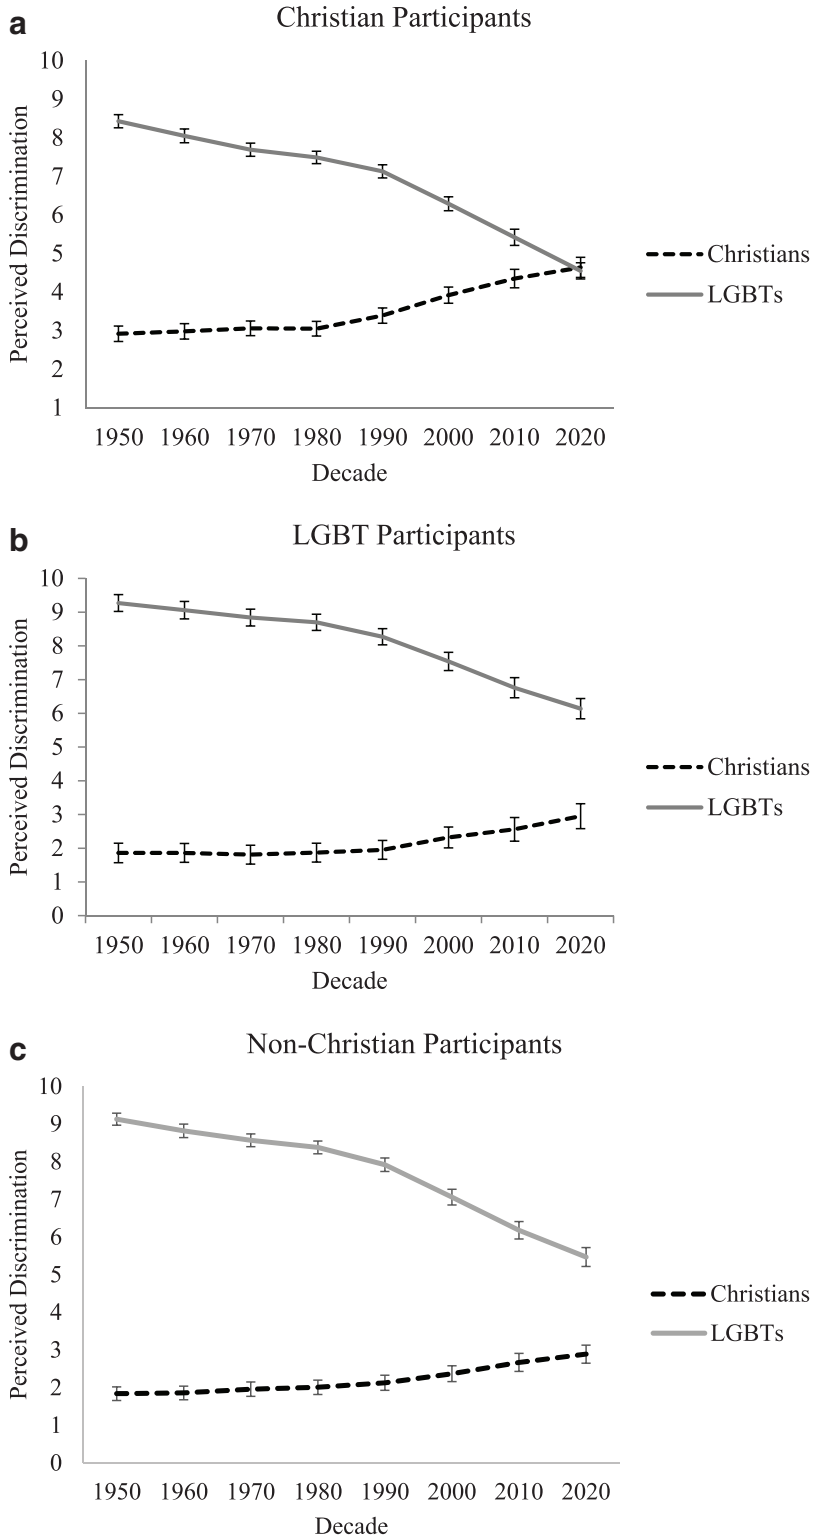 a
Christian Participants
10
9
8
7
6
5
4
3
2
1
Perceived Discrimination
1950 1960 1970 1980 1990 2000 2010 2020
Decade
Christians
LGBTs
b
LGBT Participants
10
9
8
7
6
5
4
3
2
1
0
Perceived Discrimination
1950 1960 1970 1980 1990 2000 2010 2020
Decade
Christians
LGBTs
c
Non-Christian Participants
10
9
8
7
6
5
4
3
2
1
0
Perceived Discrimination
1950 1960 1970 1980 1990 2000 2010 2020
Decade
Christians
LGBTs